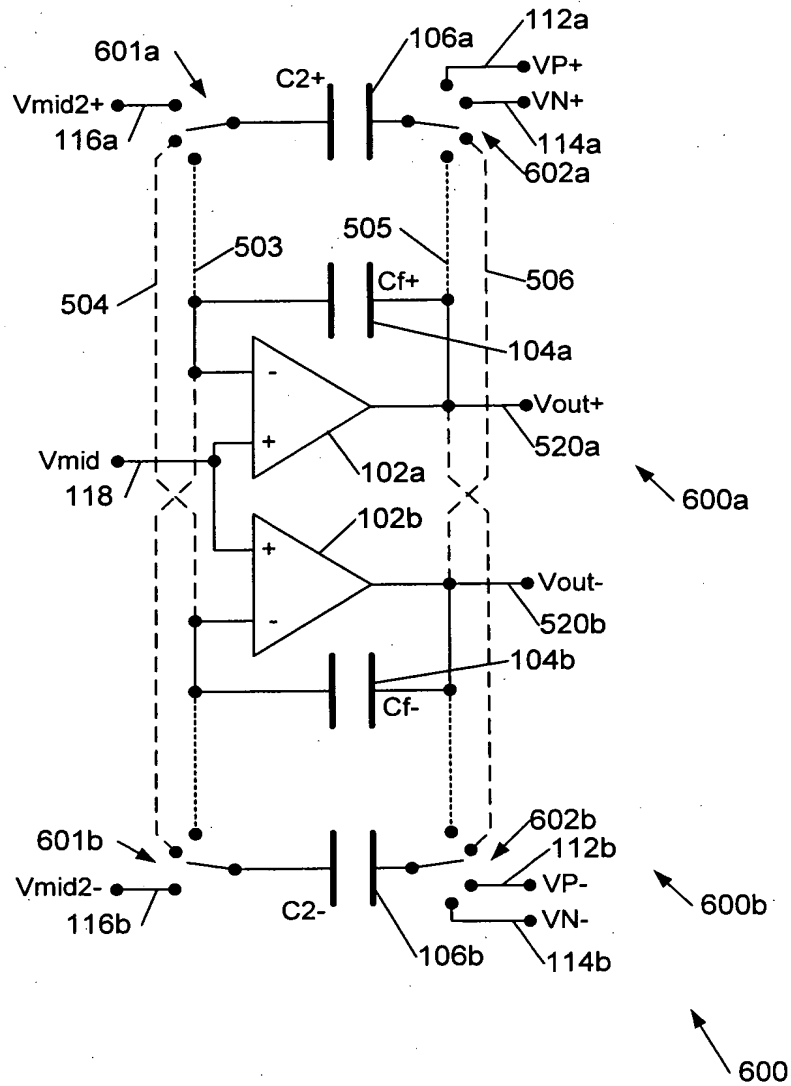 112a
106a
601a
C2+
VP+
Vmid2+
VN+
116a
114a
602a
503
505
506
504
Cf+
104a
-
Vout+
+
520a
Vmid
102a
118
600a
102b
+
Vout-
-
520b
104b
Cf-
602b
601b
112b
Vmid2-
VP-
600b
116b
C2-
VN-
106b
114b
600